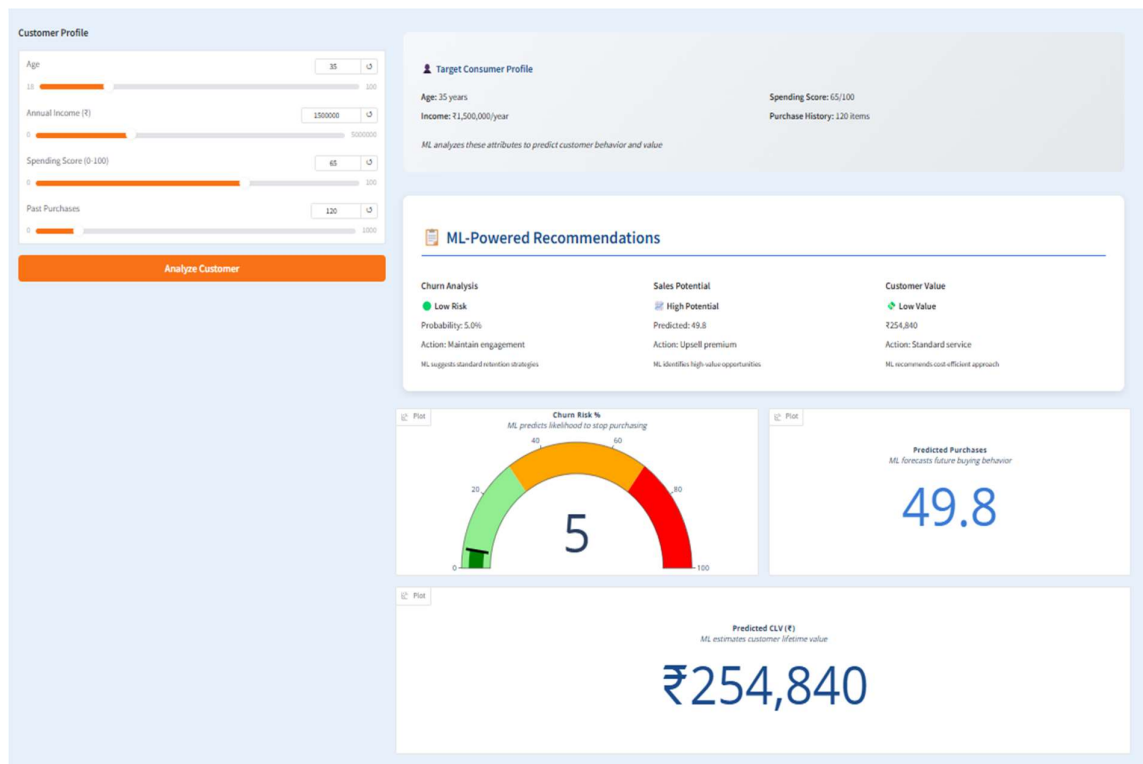 Customer Profile
Age
35
↺
18
100
Annual Income (₹)
1500000
↺
0
5000000
Spending Score (0-100)
65
↺
0
100
Past Purchases
120
↺
0
1000
Analyze Customer
Target Consumer Profile
Age: 35 years
Spending Score: 65/100
Income: ₹1,500,000/year
Purchase History: 120 items
ML analyzes these attributes to predict customer behavior and value
ML-Powered Recommendations
Churn Analysis
Low Risk
Probability: 5.0%
Action: Maintain engagement
ML suggests standard retention strategies
Sales Potential
High Potential
Predicted: 49.8
Action: Upsell premium
ML identifies high-value opportunities
Customer Value
Low Value
₹254,840
Action: Standard service
ML recommends cost-efficient approach
Plot
Churn Risk %
ML predicts likelihood to stop purchasing
0
20
40
60
80
100
5
Plot
Predicted Purchases
ML forecasts future buying behavior
49.8
Plot
Predicted CLV (₹)
ML estimates customer lifetime value
₹254,840